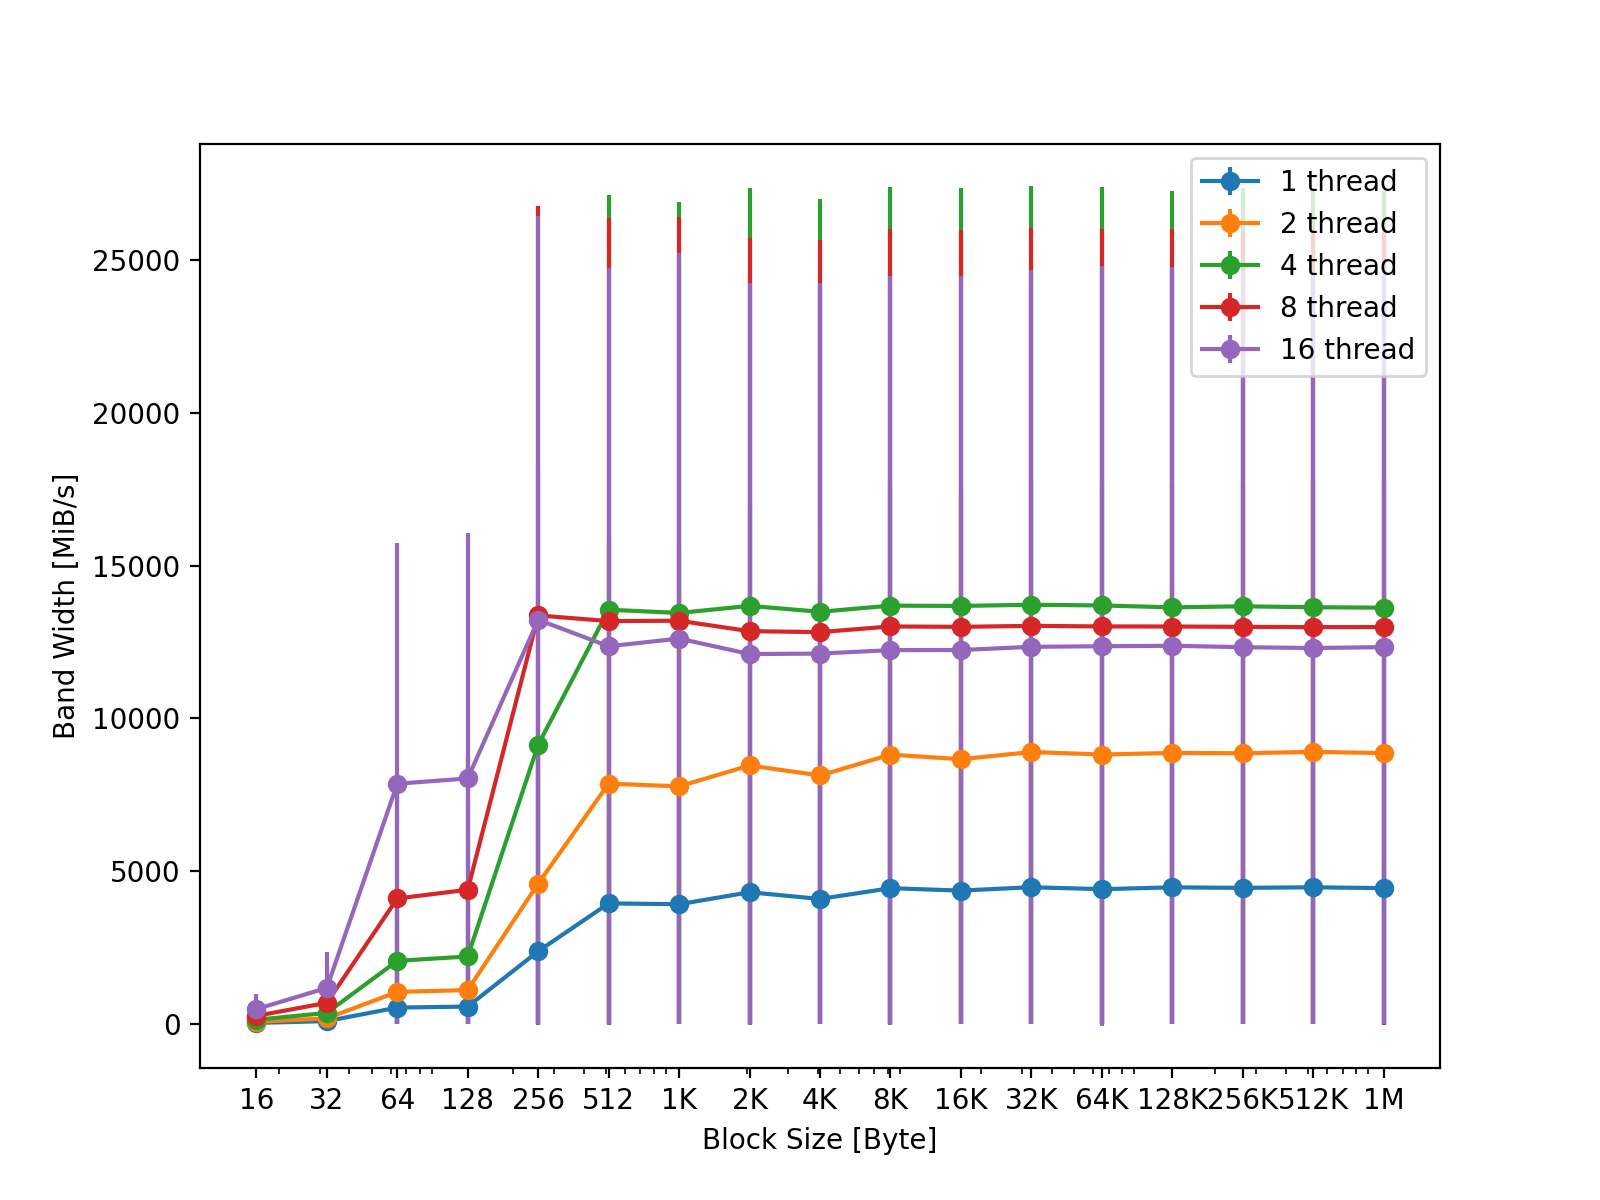 1 thread
2 thread
4 thread
8 thread
16 thread
25000
20000
15000
10000
5000
0
Band Width [MiB/s]
16 32 64 128 256 512 1K 2K 4K 8K 16K 32K 64K 128K 256K 512K 1M
Block Size [Byte]